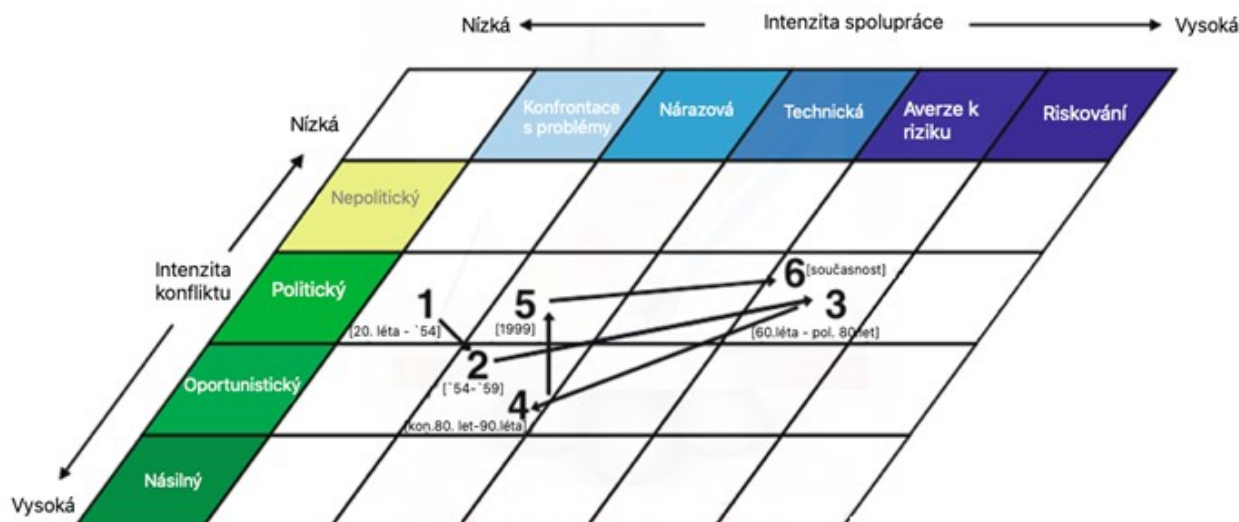 Nízká
Intenzita spolupráce
Vysoká
Konfrontace
s problémy
Nárazová
Technická
Averze k
riziku
Riskování
Nízká
Nepolitický
Intenzita
konfliktu
Politický
Oportunistický
Násilný
Vysoká
1
[20. léta - `54]
2
[`54-`59]
5
[1999]
4
[kon.80. let-90.léta]
6 [současnost]
3
[60.léta - pol. 80.let]